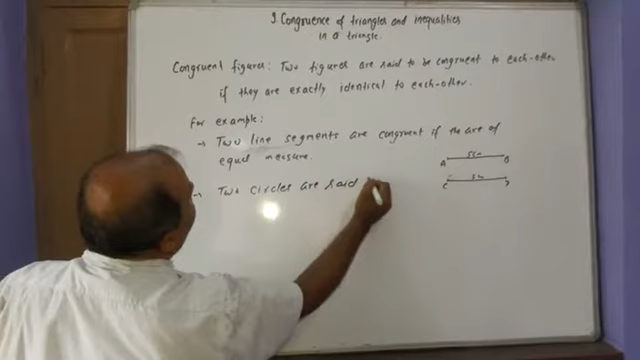 9. Congruence of triangles and inequalities
in a triangle.
Congruent figures: Two figures are said to be congruent to each-other
if they are exactly identical to each-other.
For example:
→ Two line segments are congruent if the are of
equal measure.
5cm
A B
5cm
C D
→ Two circles are said